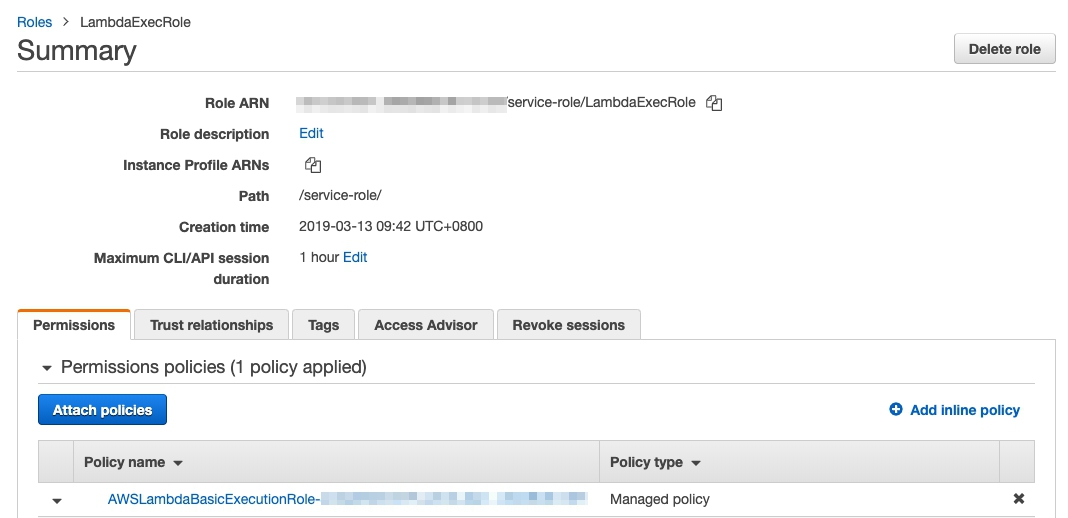 Roles > LambdaExecRole
Summary
Delete role
Role ARN /service-role/LambdaExecRole
Role description Edit
Instance Profile ARNs
Path /service-role/
Creation time 2019-03-13 09:42 UTC+0800
Maximum CLI/API session 1 hour Edit
duration
Permissions Trust relationships Tags Access Advisor Revoke sessions
Permissions policies (1 policy applied)
Attach policies Add inline policy
Policy name Policy type
AWSLambdaBasicExecutionRole- Managed policy